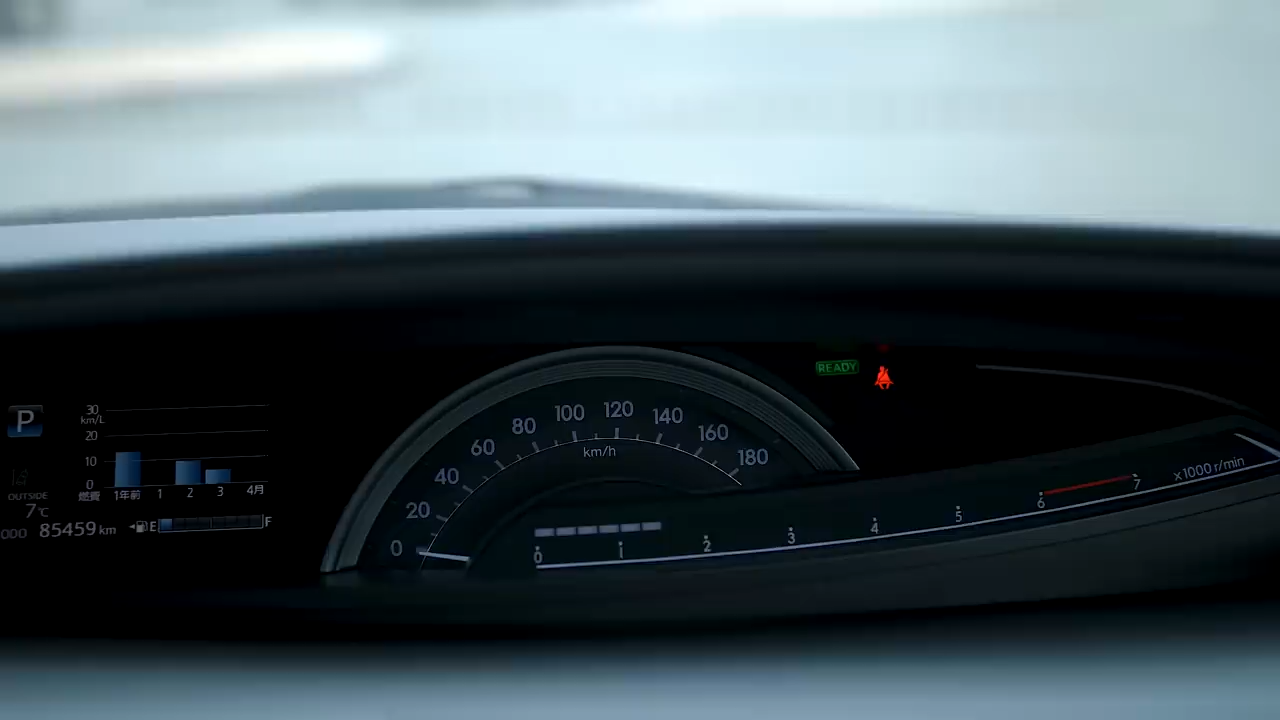 P
30
km/L
20
10
0
燃費 1年前 1 2 3 4月
OUTSIDE
7℃
ODO 85459 km
E F
0 20 40 60 80 100 120 140 160 180
km/h
READY
0 1 2 3 4 5 6 7
x1000 r/min